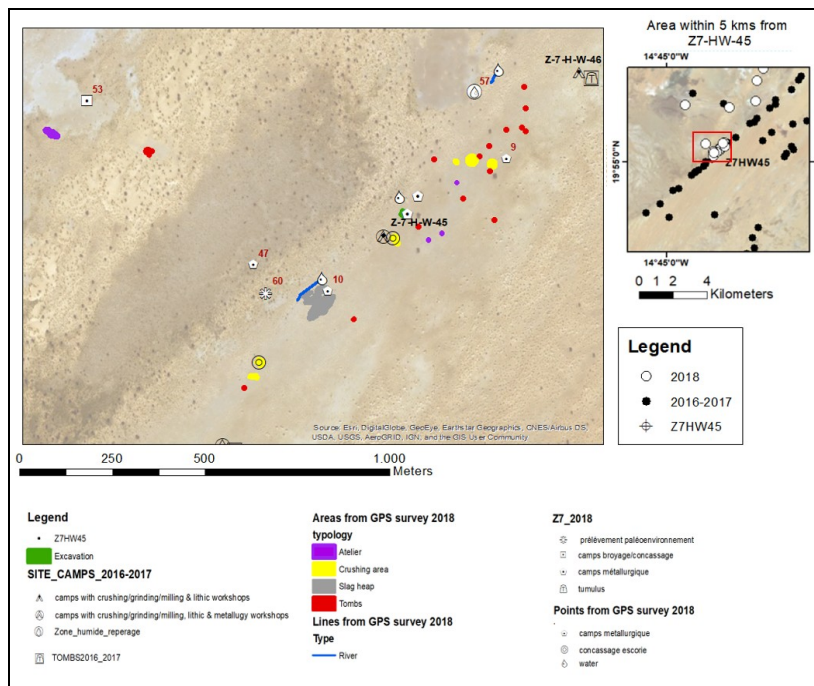 53
57
Z-7-H-W-46
9
Z-7-H-W-45
47
60
10
Source: Esri, DigitalGlobe, GeoEye, Earthstar Geographics, CNES/Airbus DS,
USDA, USGS, AeroGRID, IGN, and the GIS User Community
0 250 500 1.000
Meters
Area within 5 kms from
Z7-HW-45
14°45'0"W
19°55'0"N
Z7HW45
14°45'0"W
0 1 2 4
Kilometers
Legend
2018
2016-2017
Z7HW45
Legend
Z7HW45
Excavation
SITE_CAMPS_2016-2017
camps with crushing/grinding/milling & lithic workshops
camps with crushing/grinding/milling, lithic & metallugy workshops
Zone_humide_reperage
TOMBS2016_2017
Areas from GPS survey 2018
typology
Atelier
Crushing area
Slag heap
Tombs
Lines from GPS survey 2018
Type
River
Z7_2018
prélèvement paléoenvironnement
camps broyage/concassage
camps métallurgique
tumulus
Points from GPS survey 2018
camps metallurgique
concassage escorie
water